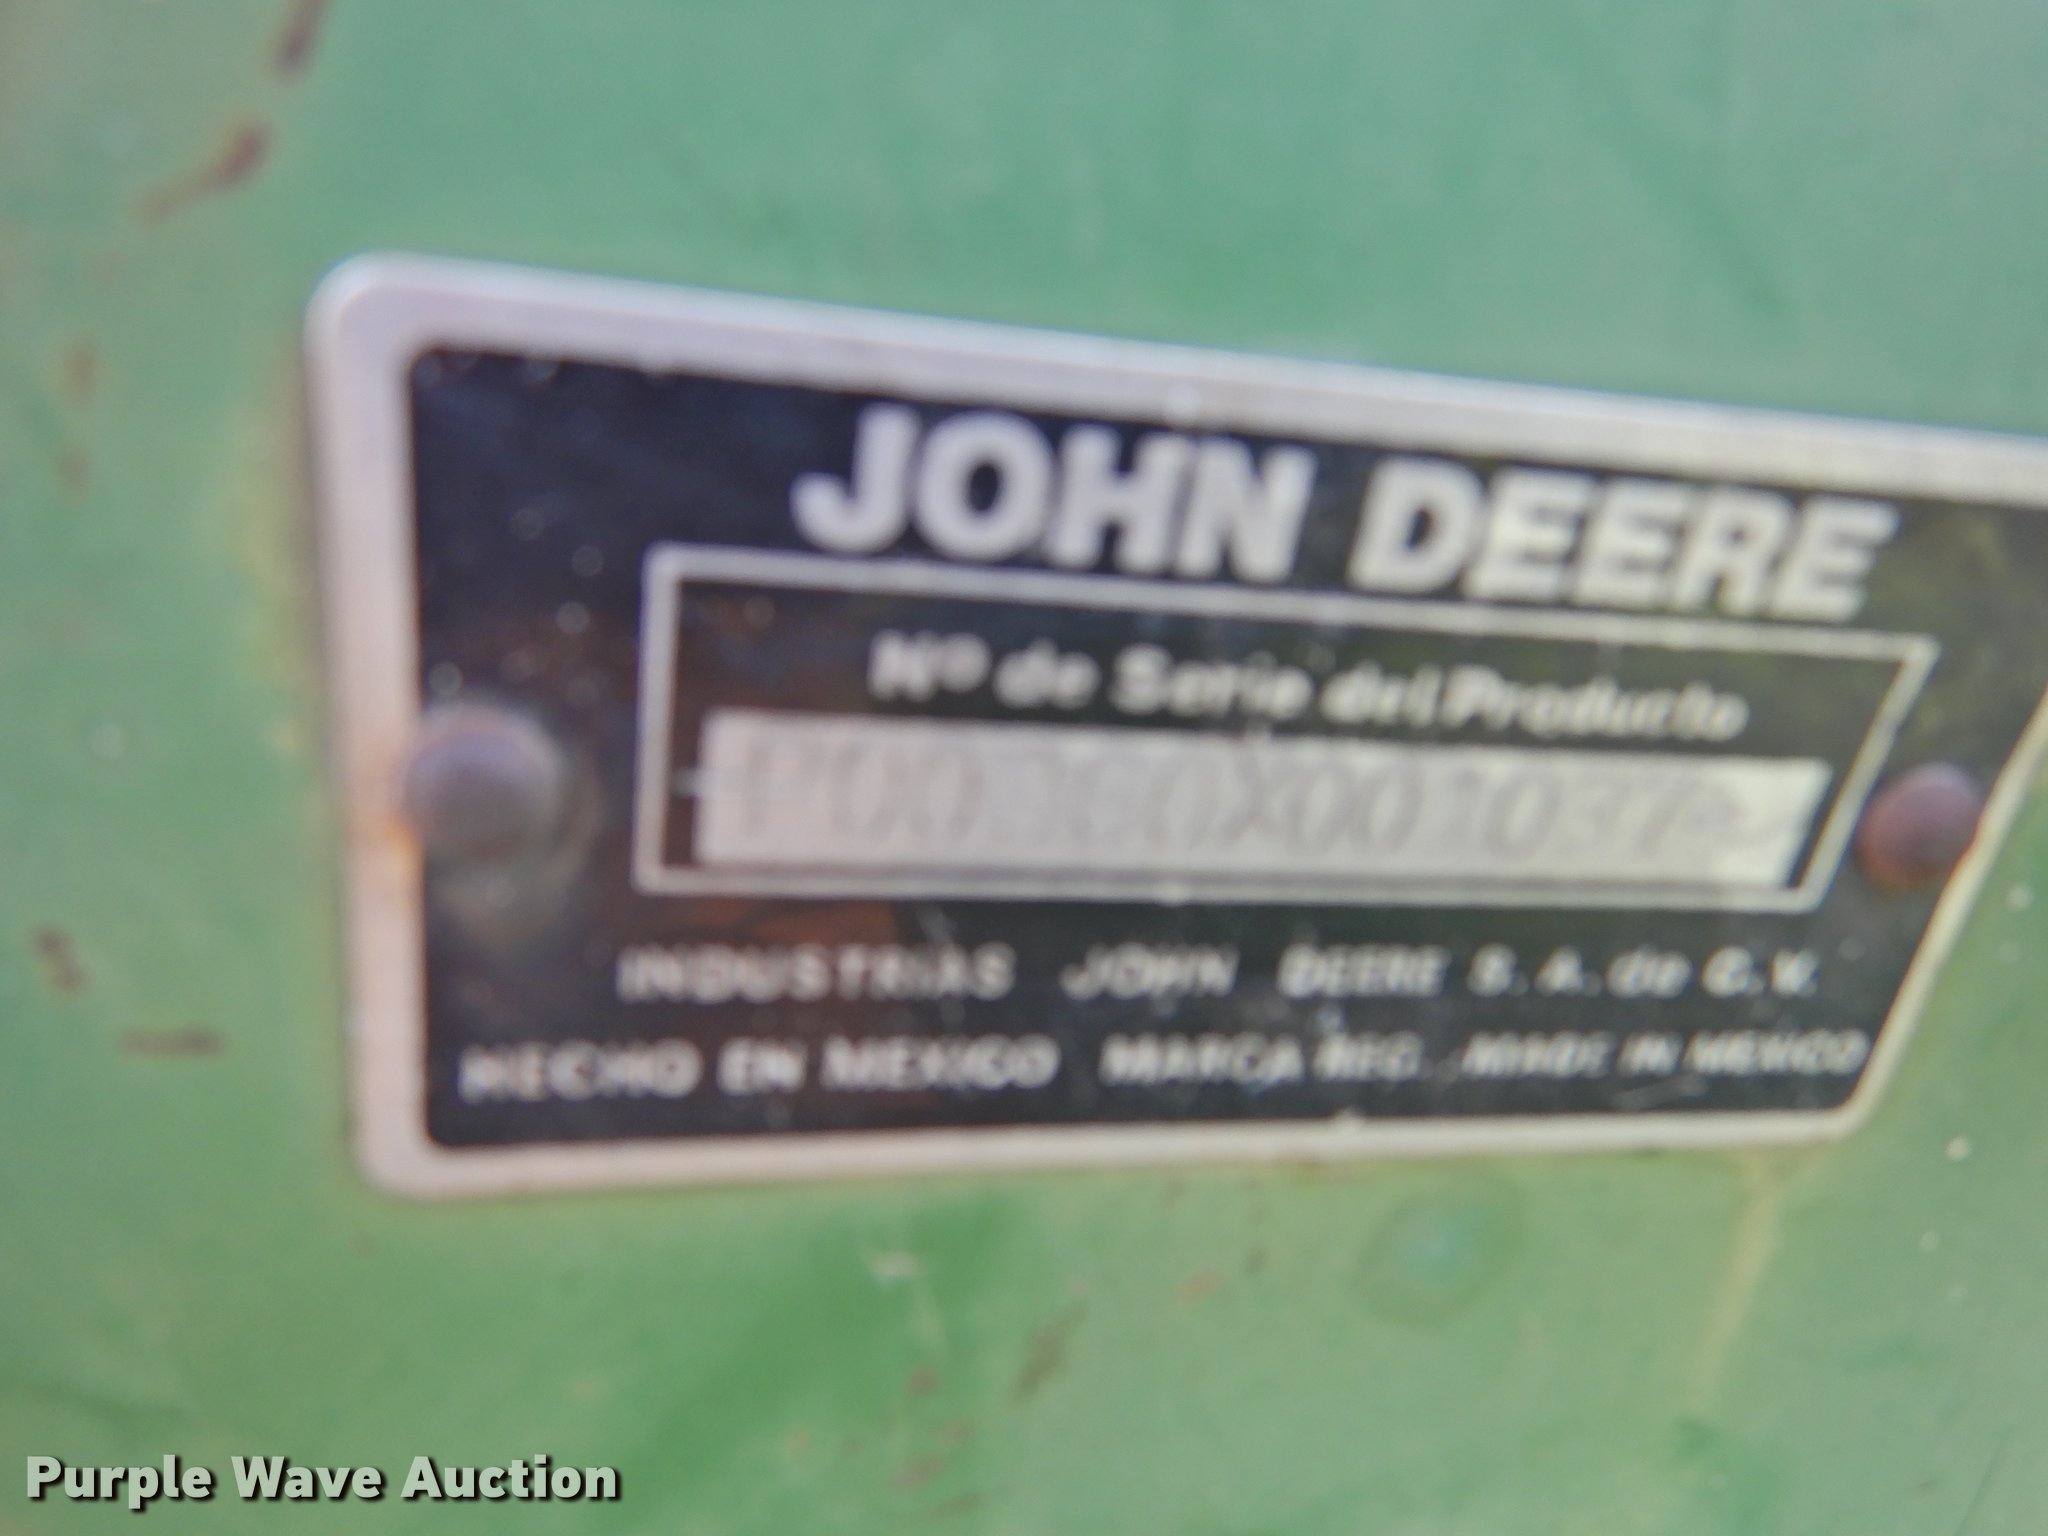 JOHN DEERE
Nº de Serie del Producto
INDUSTRIAS JOHN DEERE S.A. de C.V.
HECHO EN MEXICO MARCA REG. MADE IN MEXICO
Purple Wave Auction